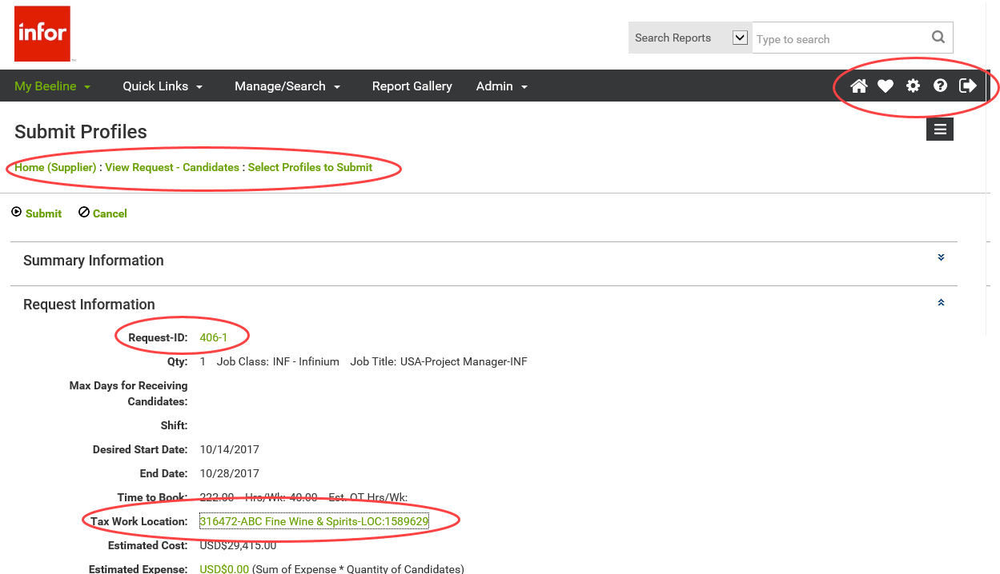 infor
Search Reports
Type to search
My Beeline Quick Links Manage/Search Report Gallery Admin
Submit Profiles
Home (Supplier) : View Request - Candidates : Select Profiles to Submit
Submit Cancel
Summary Information
Request Information
Request-ID: 406-1
Qty: 1 Job Class: INF - Infinium Job Title: USA-Project Manager-INF
Max Days for Receiving
Candidates:
Shift:
Desired Start Date: 10/14/2017
End Date: 10/28/2017
Time to Book: 222.00 Hrs/Wk: 40.00 Est. OT Hrs/Wk:
Tax Work Location: 316472-ABC Fine Wine & Spirits-LOC:1589629
Estimated Cost: USD$29,415.00
Estimated Expense: USD$0.00 (Sum of Expense * Quantity of Candidates)